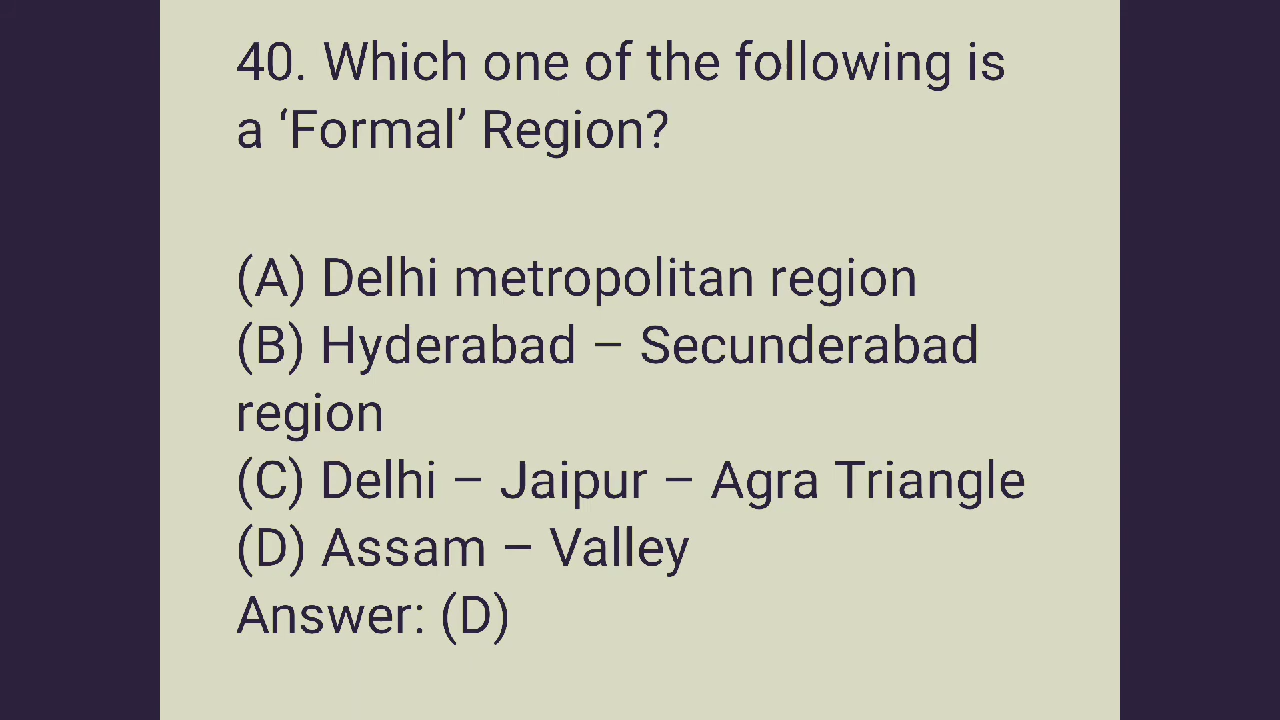 40. Which one of the following is
a ‘Formal’ Region?
(A) Delhi metropolitan region
(B) Hyderabad – Secunderabad
region
(C) Delhi – Jaipur – Agra Triangle
(D) Assam – Valley
Answer: (D)